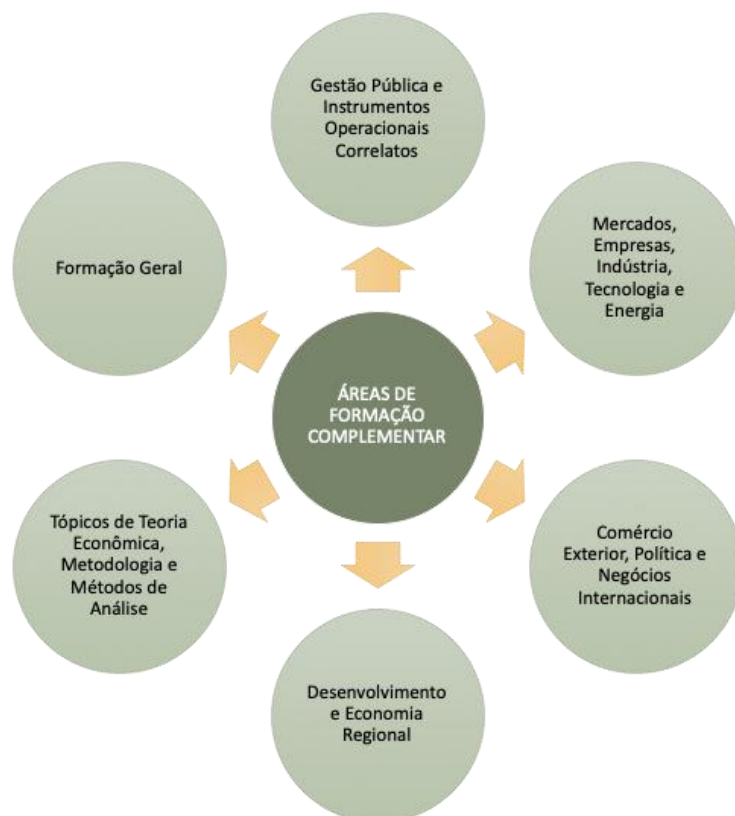 Gestão Pública e
Instrumentos
Operacionais
Correlatos
Mercados,
Empresas,
Indústria,
Tecnologia e
Energia
Comércio
Exterior, Política e
Negócios
Internacionais
Desenvolvimento
e Economia
Regional
Tópicos de Teoria
Econômica,
Metodologia e
Métodos de
Análise
Formação Geral
ÁREAS DE
FORMAÇÃO
COMPLEMENTAR